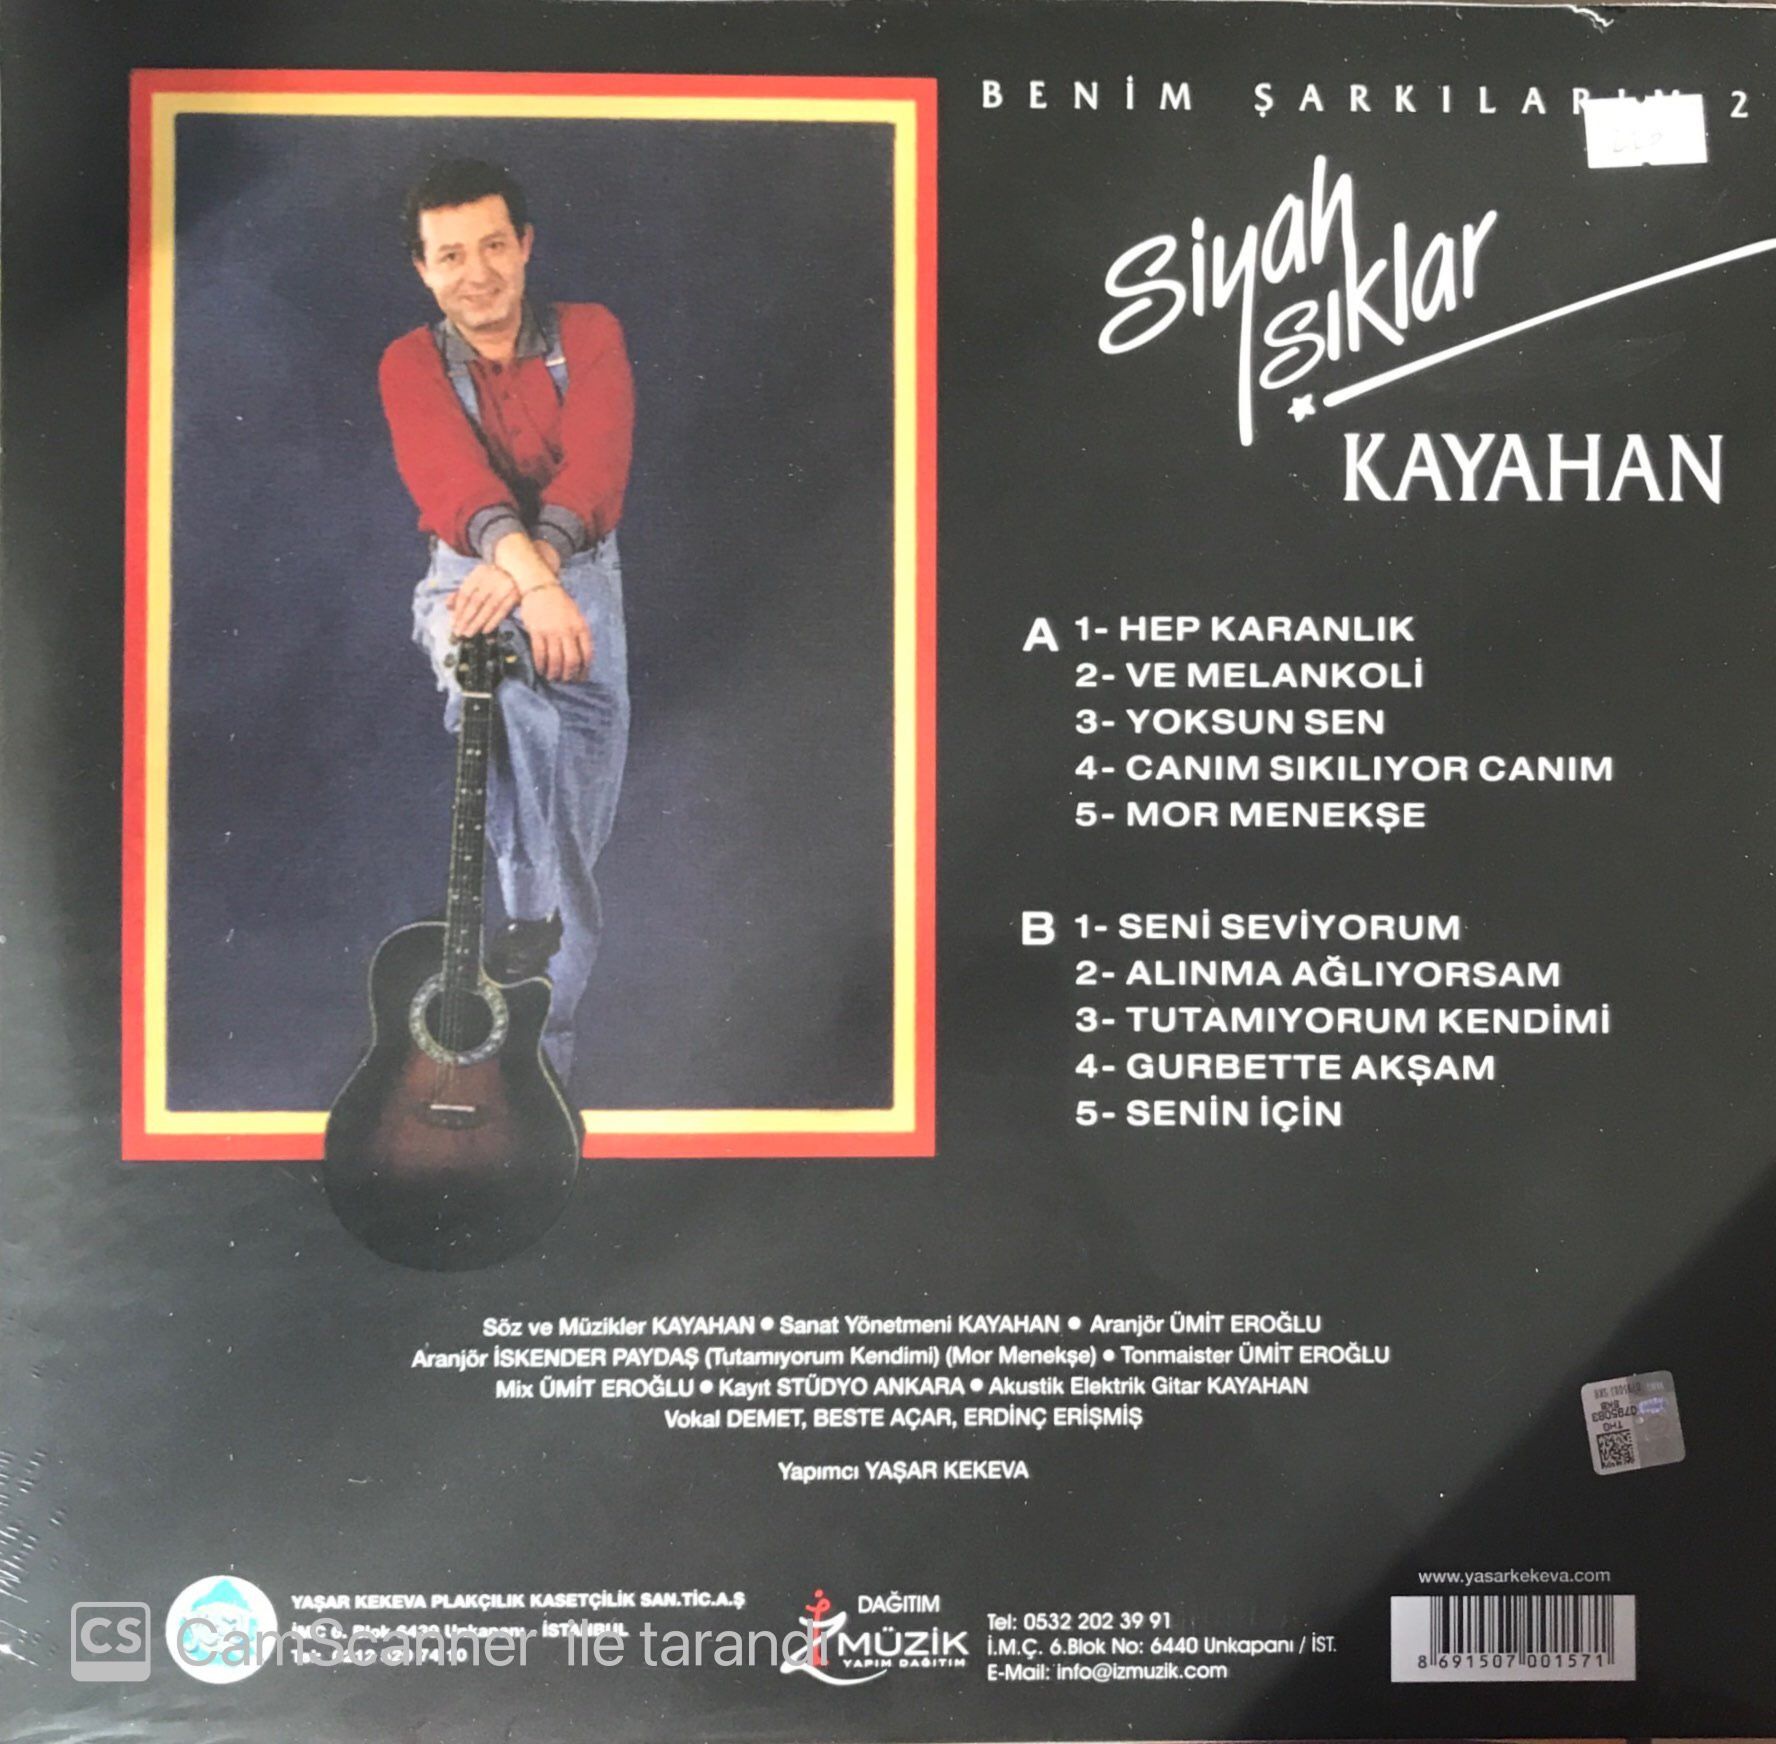 BENİM ŞARKILARIM 2
Siyah
Işıklar
KAYAHAN
A 1- HEP KARANLIK
2- VE MELANKOLİ
3- YOKSUN SEN
4- CANIM SIKILIYOR CANIM
5- MOR MENEKŞE
B 1- SENİ SEVİYORUM
2- ALINMA AĞLIYORSAM
3- TUTAMIYORUM KENDİMİ
4- GURBETTE AKŞAM
5- SENİN İÇİN
Söz ve Müzikler KAYAHAN ● Sanat Yönetmeni KAYAHAN ● Aranjör ÜMİT EROĞLU
Aranjör İSKENDER PAYDAŞ (Tutamıyorum Kendimi) (Mor Menekşe) ● Tonmaister ÜMİT EROĞLU
Mix ÜMİT EROĞLU ● Kayıt STÜDYO ANKARA ● Akustik Elektrik Gitar KAYAHAN
Vokal DEMET, BESTE AÇAR, ERDİNÇ ERİŞMİŞ
Yapımcı YAŞAR KEKEVA
THG
0795083
SKB
YAŞAR KEKEVA PLAKÇILIK KASETÇİLİK SAN.TİC.A.Ş
İSTANBUL
CS CamScanner ile tarandı
DAĞITIM
MÜZİK
YAPIM DAĞITIM
Tel: 0532 202 39 91
İ.M.Ç. 6.Blok No: 6440 Unkapanı / İST.
E-Mail: info@izmuzik.com
www.yasarkekeva.com
8 691507 001571